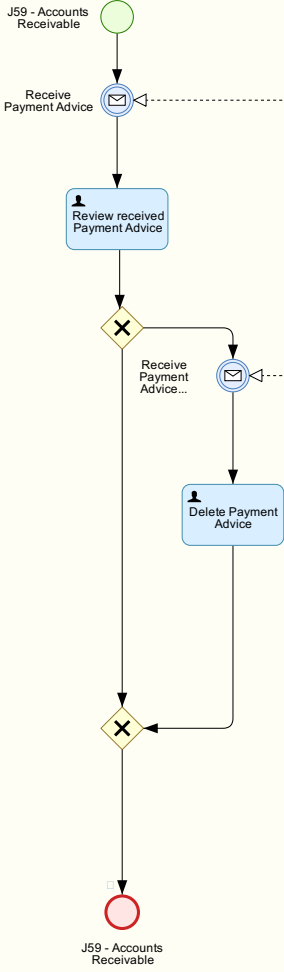 J59 - Accounts
Receivable
Receive
Payment Advice
Review received
Payment Advice
Receive
Payment
Advice...
Delete Payment
Advice
J59 - Accounts
Receivable